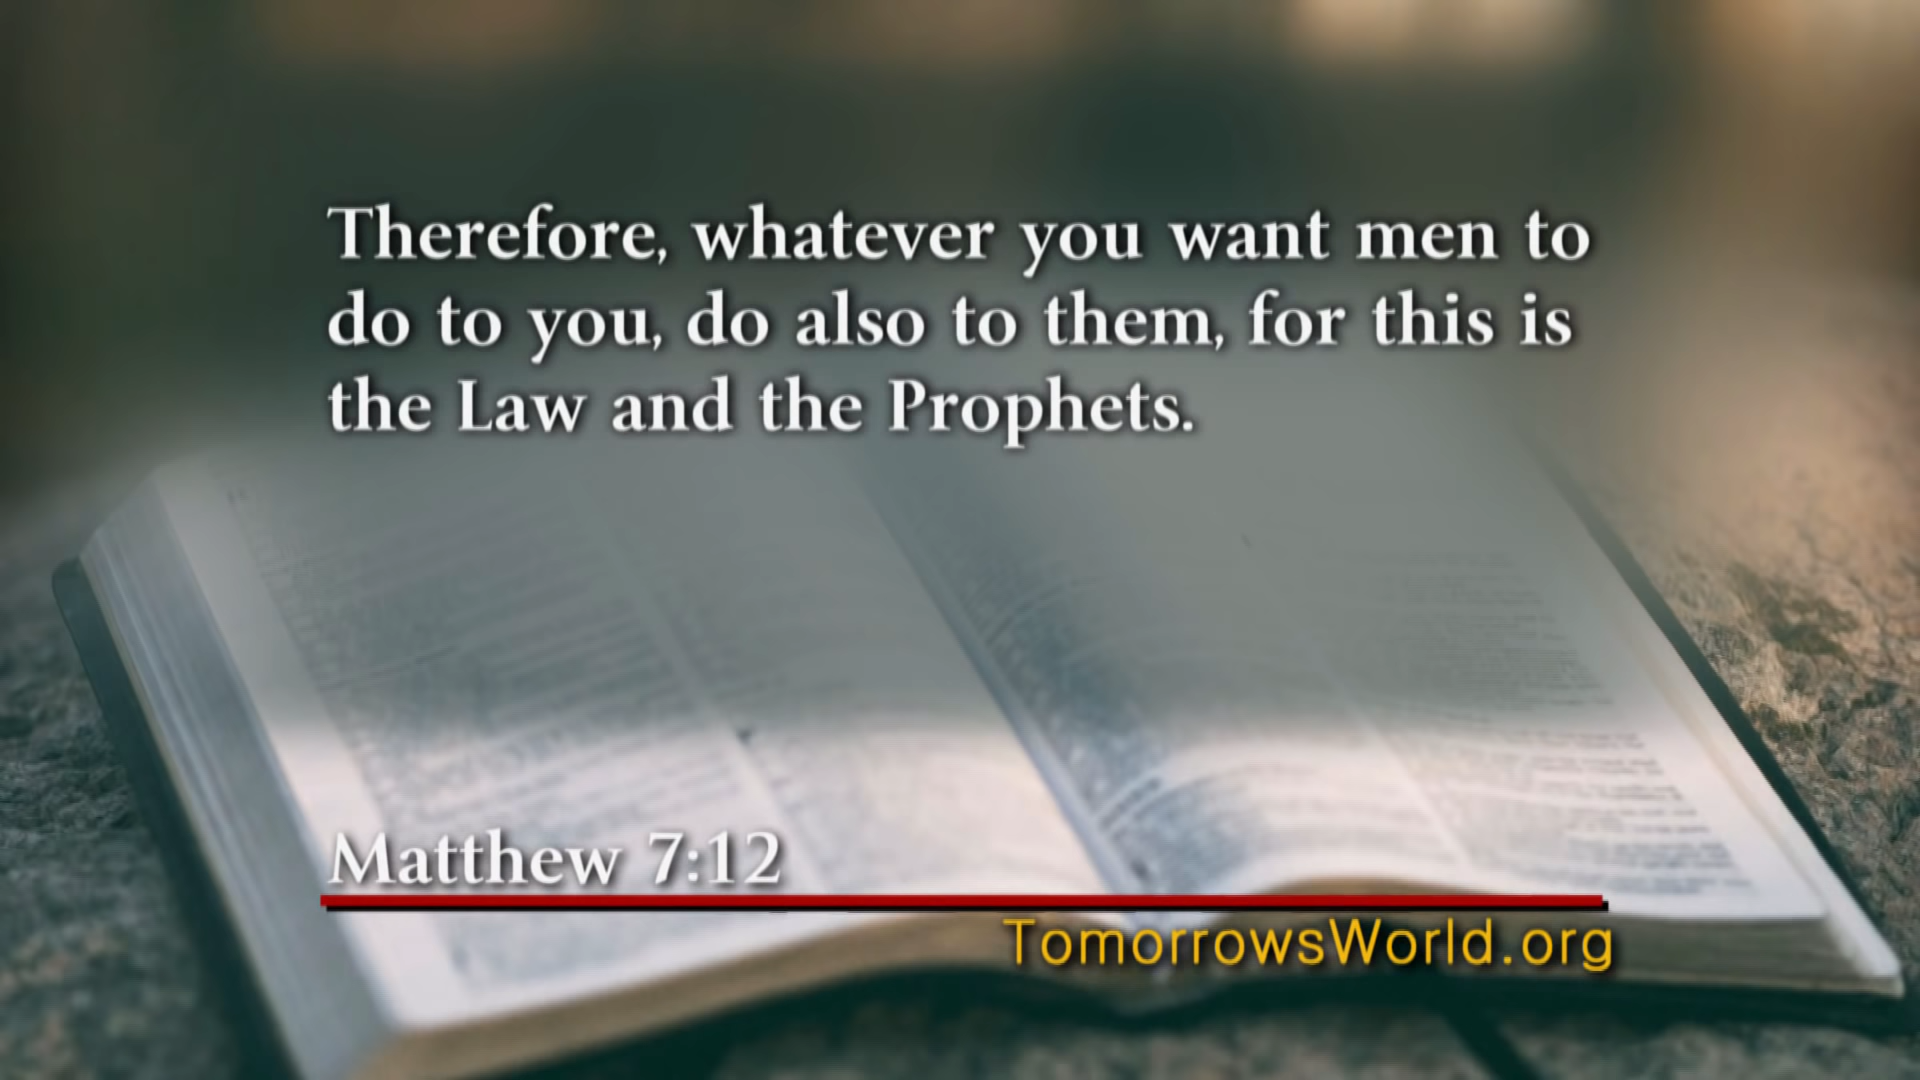 Therefore, whatever you want men to
do to you, do also to them, for this is
the Law and the Prophets.
Matthew 7:12
TomorrowsWorld.org